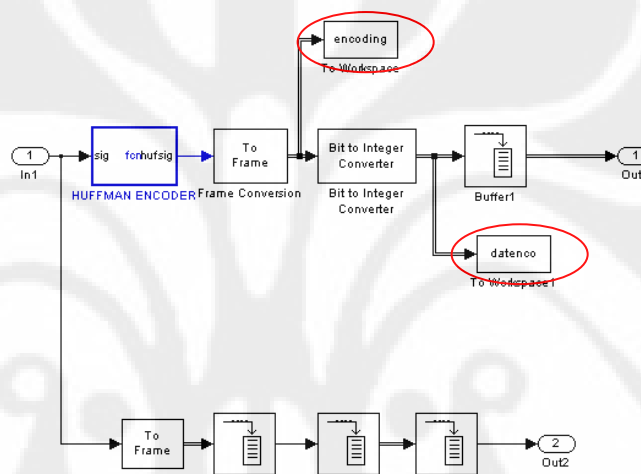 encoding
To Workspace
1
In1
sig fcn hufsig
HUFFMAN ENCODER
To
Frame
Frame Conversion
Bit to Integer
Converter
Bit to Integer
Converter
Buffer1
1
Out
datenco
To Workspace1
To
Frame
2
Out2